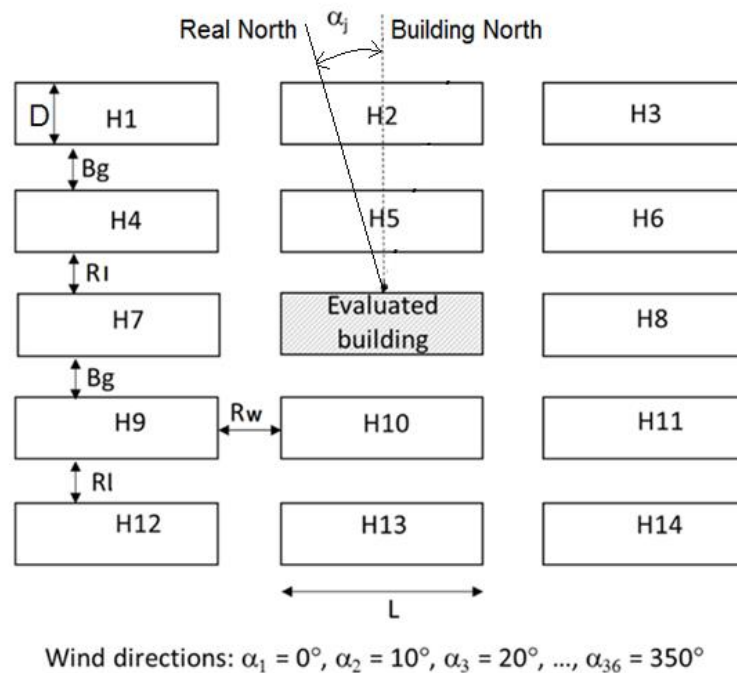 αj
Real North Building North
D H1 H2 H3
Bg
H4 H5 H6
Rl
H7 Evaluated building H8
Bg
H9 Rw H10 H11
Rl
H12 H13 H14
L
Wind directions: α1 = 0°, α2 = 10°, α3 = 20°, ..., α36 = 350°